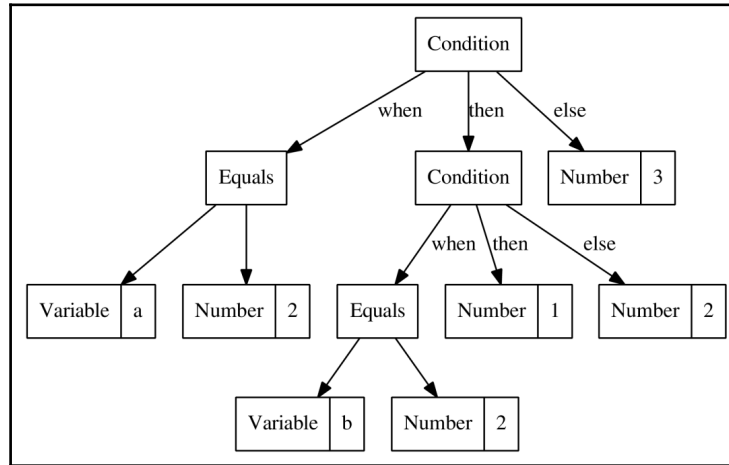 Condition
when then else
Equals Condition Number 3
when then else
Variable a Number 2 Equals Number 1 Number 2
Variable b Number 2